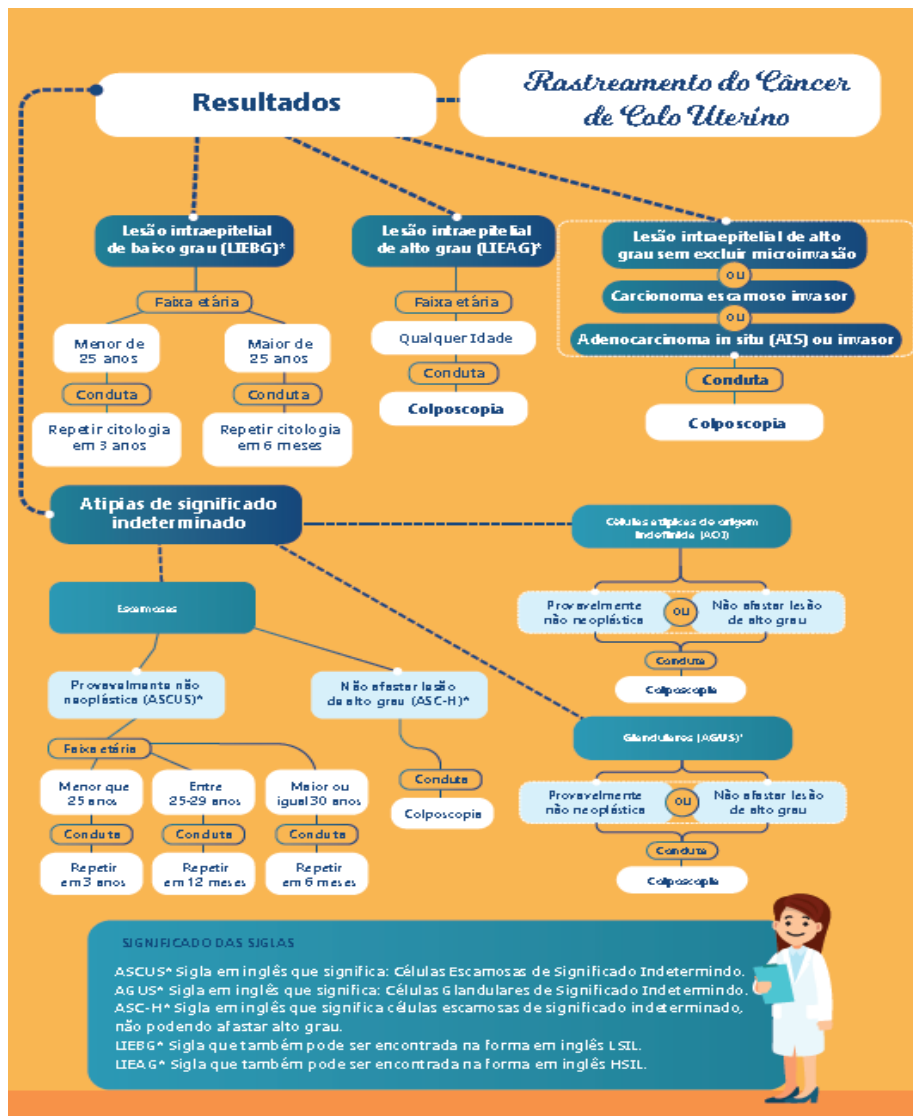 Resultados
Rastreamento do Câncer
de Colo Uterino
Lesão intraepitelial
de baixo grau (LIEBG)*
Faixa etária
Menor de
25 anos
Conduta
Repetir citologia
em 3 anos
Maior de
25 anos
Conduta
Repetir citologia
em 6 meses
Lesão intraepitelial
de alto grau (LIEAG)*
Faixa etária
Qualquer Idade
Conduta
Colposcopia
Lesão intraepitelial de alto
grau sem excluir microinvasão
ou
Carcionoma escamoso invasor
ou
Adenocarcinoma in situ (AIS) ou invasor
Conduta
Colposcopia
Atipias de significado
indeterminado
Escamosas
Provavelmente não
neoplástica (ASCUS)*
Faixa etária
Menor que
25 anos
Conduta
Repetir
em 3 anos
Entre
25-29 anos
Conduta
Repetir
em 12 meses
Maior ou
igual 30 anos
Conduta
Repetir
em 6 meses
Não afastar lesão
de alto grau (ASC-H)*
Conduta
Colposcopia
Células atípicas de origem
indefinida (AOI)
Provavelmente
não neoplástica
ou
Não afastar lesão
de alto grau
Conduta
Colposcopia
Glandulares (AGUS)*
Provavelmente
não neoplástica
ou
Não afastar lesão
de alto grau
Conduta
Colposcopia
SIGNIFICADO DAS SIGLAS
ASCUS* Sigla em inglês que significa: Células Escamosas de Significado Indetermindo.
AGUS* Sigla em inglês que significa: Células Glandulares de Significado Indetermindo.
ASC-H* Sigla em inglês que significa células escamosas de significado indeterminado,
não podendo afastar alto grau.
LIEBG* Sigla que também pode ser encontrada na forma em inglês LSIL.
LIEAG* Sigla que também pode ser encontrada na forma em inglês HSIL.